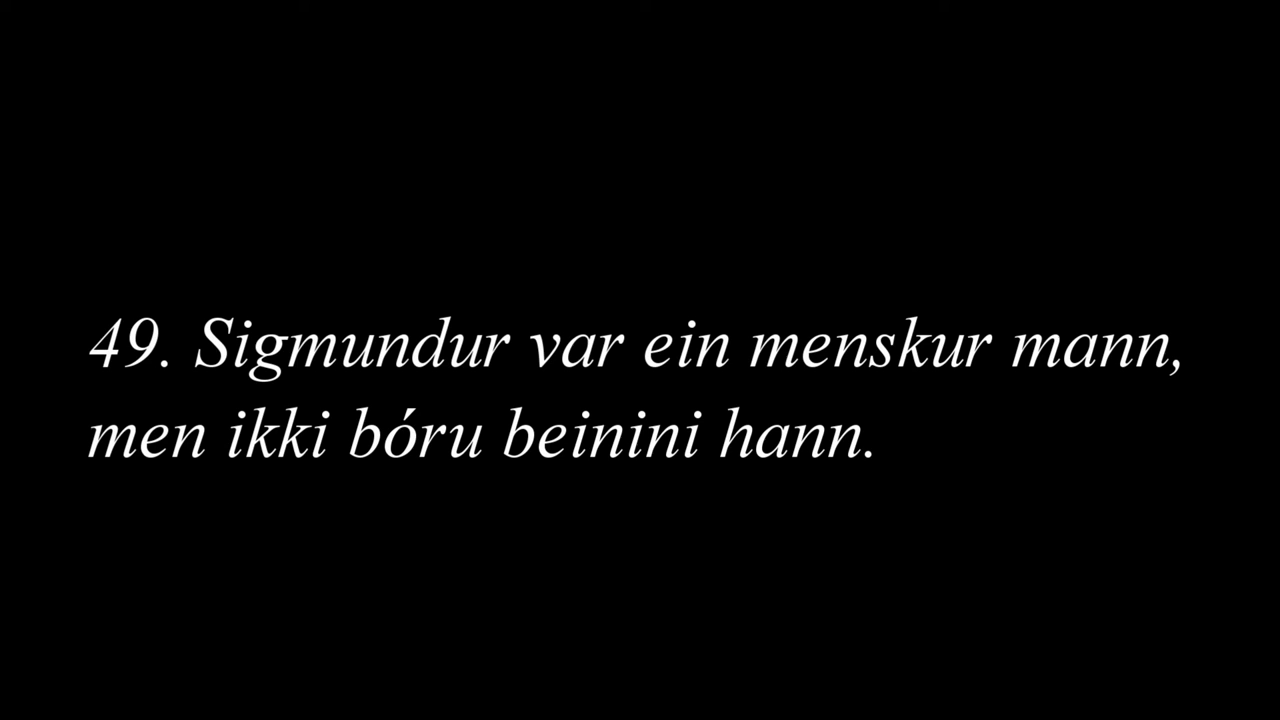 49. Sigmundur var ein menskur mann,
men ikki bóru beinini hann.